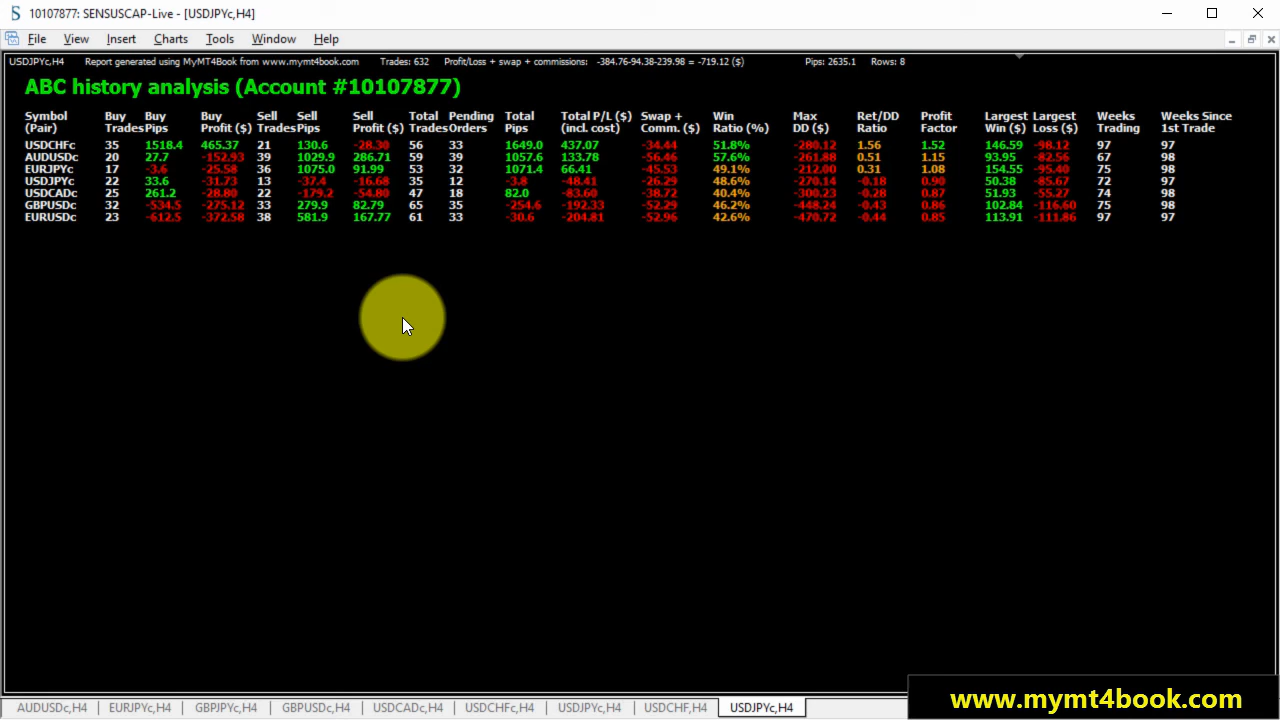 10107877: SENSUSCAP-Live - [USDJPYc,H4]
File View Insert Charts Tools Window Help
USDJPYc,H4 Report generated using MyMT4Book from www.mymt4book.com Trades: 632 Profit/Loss + swap + commissions: -384.76-94.38-239.98 = -719.12 ($) Pips: 2635.1 Rows: 8
ABC history analysis (Account #10107877)
Symbol Buy Buy Buy Sell Sell Sell Total Pending Total Total P/L ($) Swap + Win Max Ret/DD Profit Largest Largest Weeks Weeks Since
(Pair) Trades Pips Profit ($) Trades Pips Profit ($) Trades Orders Pips (incl. cost) Comm. ($) Ratio (%) DD ($) Ratio Factor Win ($) Loss ($) Trading 1st Trade
USDCHFc 35 1518.4 465.37 21 130.6 -28.30 56 33 1649.0 437.07 -34.44 51.8% -280.12 1.56 1.52 146.59 -98.12 97 97
AUDUSDc 20 27.7 -152.93 39 1029.9 286.71 59 39 1057.6 133.78 -56.46 57.6% -261.88 0.51 1.15 93.95 -82.56 67 98
EURJPYc 17 -3.6 -25.58 36 1075.0 91.99 53 32 1071.4 66.41 -45.53 49.1% -212.00 0.31 1.08 154.55 -95.40 75 98
USDJPYc 22 33.6 -31.73 13 -37.4 -16.68 35 12 -3.8 -48.41 -26.29 48.6% -270.14 -0.18 0.90 50.38 -85.67 72 97
USDCADc 25 261.2 -28.80 22 -179.2 -54.80 47 18 82.0 -83.60 -38.72 40.4% -300.23 -0.28 0.87 51.93 -55.27 74 98
GBPUSDc 32 -534.5 -275.12 33 279.9 82.79 65 35 -254.6 -192.33 -52.29 46.2% -448.24 -0.43 0.86 102.84 -116.60 75 98
EURUSDc 23 -612.5 -372.58 38 581.9 167.77 61 33 -30.6 -204.81 -52.96 42.6% -470.72 -0.44 0.85 113.91 -111.86 97 97
AUDUSDc,H4 EURJPYc,H4 GBPJPYc,H4 GBPUSDc,H4 USDCADc,H4 USDCHFc,H4 USDJPYc,H4 USDCHF,H4 USDJPYc,H4
www.mymt4book.com